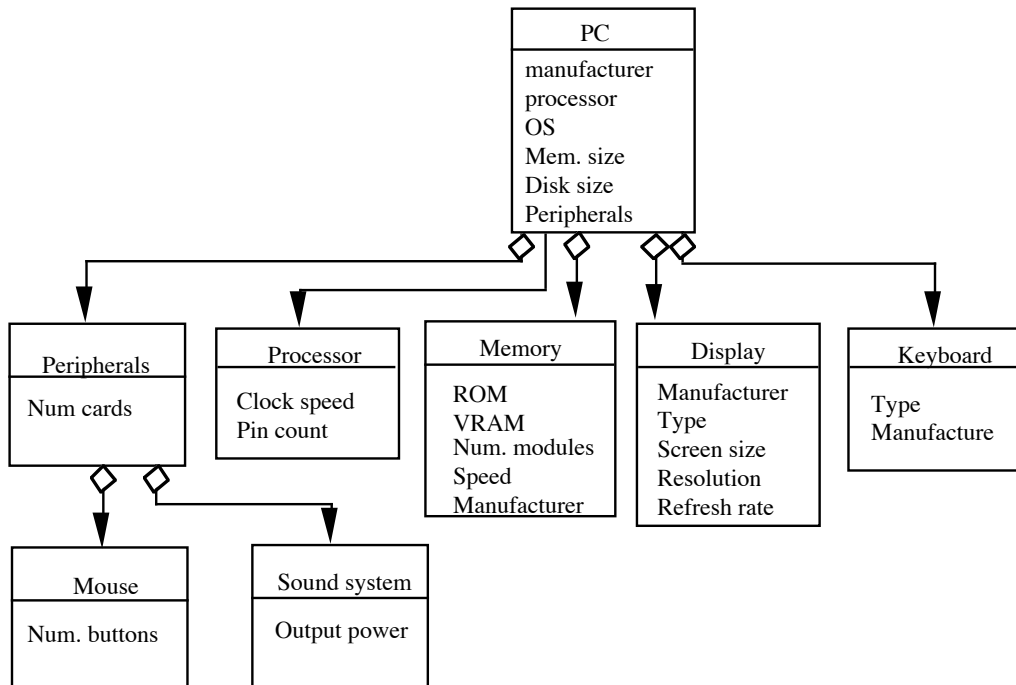 PC
manufacturer
processor
OS
Mem. size
Disk size
Peripherals
Peripherals
Num cards
Processor
Clock speed
Pin count
Memory
ROM
VRAM
Num. modules
Speed
Manufacturer
Display
Manufacturer
Type
Screen size
Resolution
Refresh rate
Keyboard
Type
Manufacture
Mouse
Num. buttons
Sound system
Output power